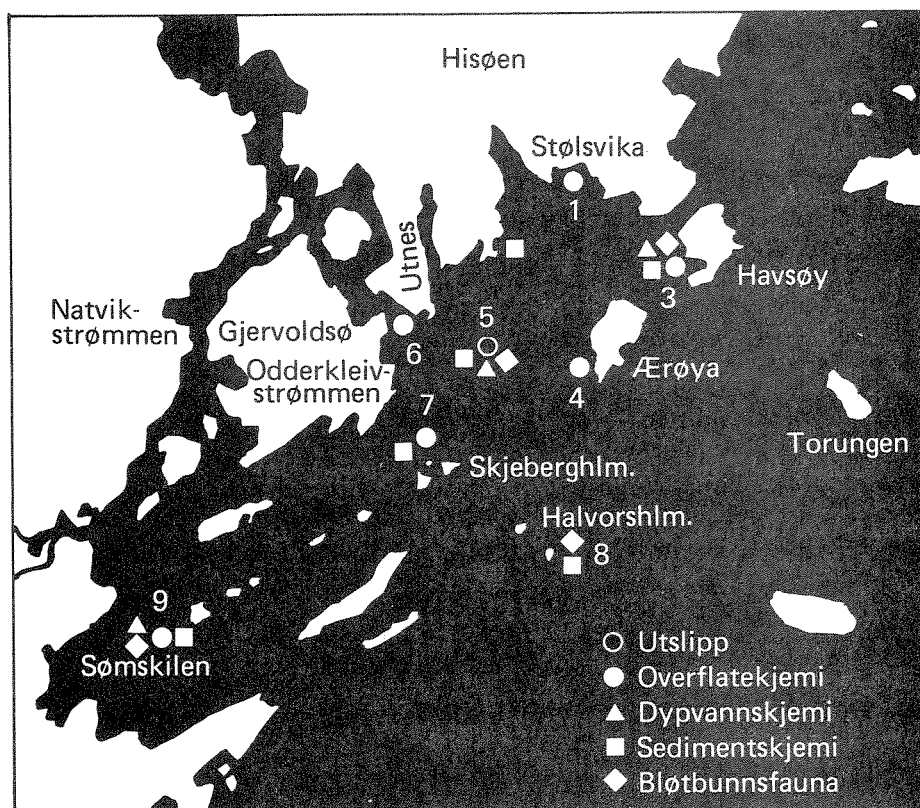 Hisøen
Stølsvika
1
Utnes
Havsøy
3
Natvik-
strømmen
Gjervoldsø
5
6
Odderkleiv-
strømmen
Ærøya
4
7
Torungen
Skjeberghlm.
Halvorshlm.
8
9
Sømskilen
Utslipp
Overflatekjemi
Dypvannskjemi
Sedimentskjemi
Bløtbunnsfauna